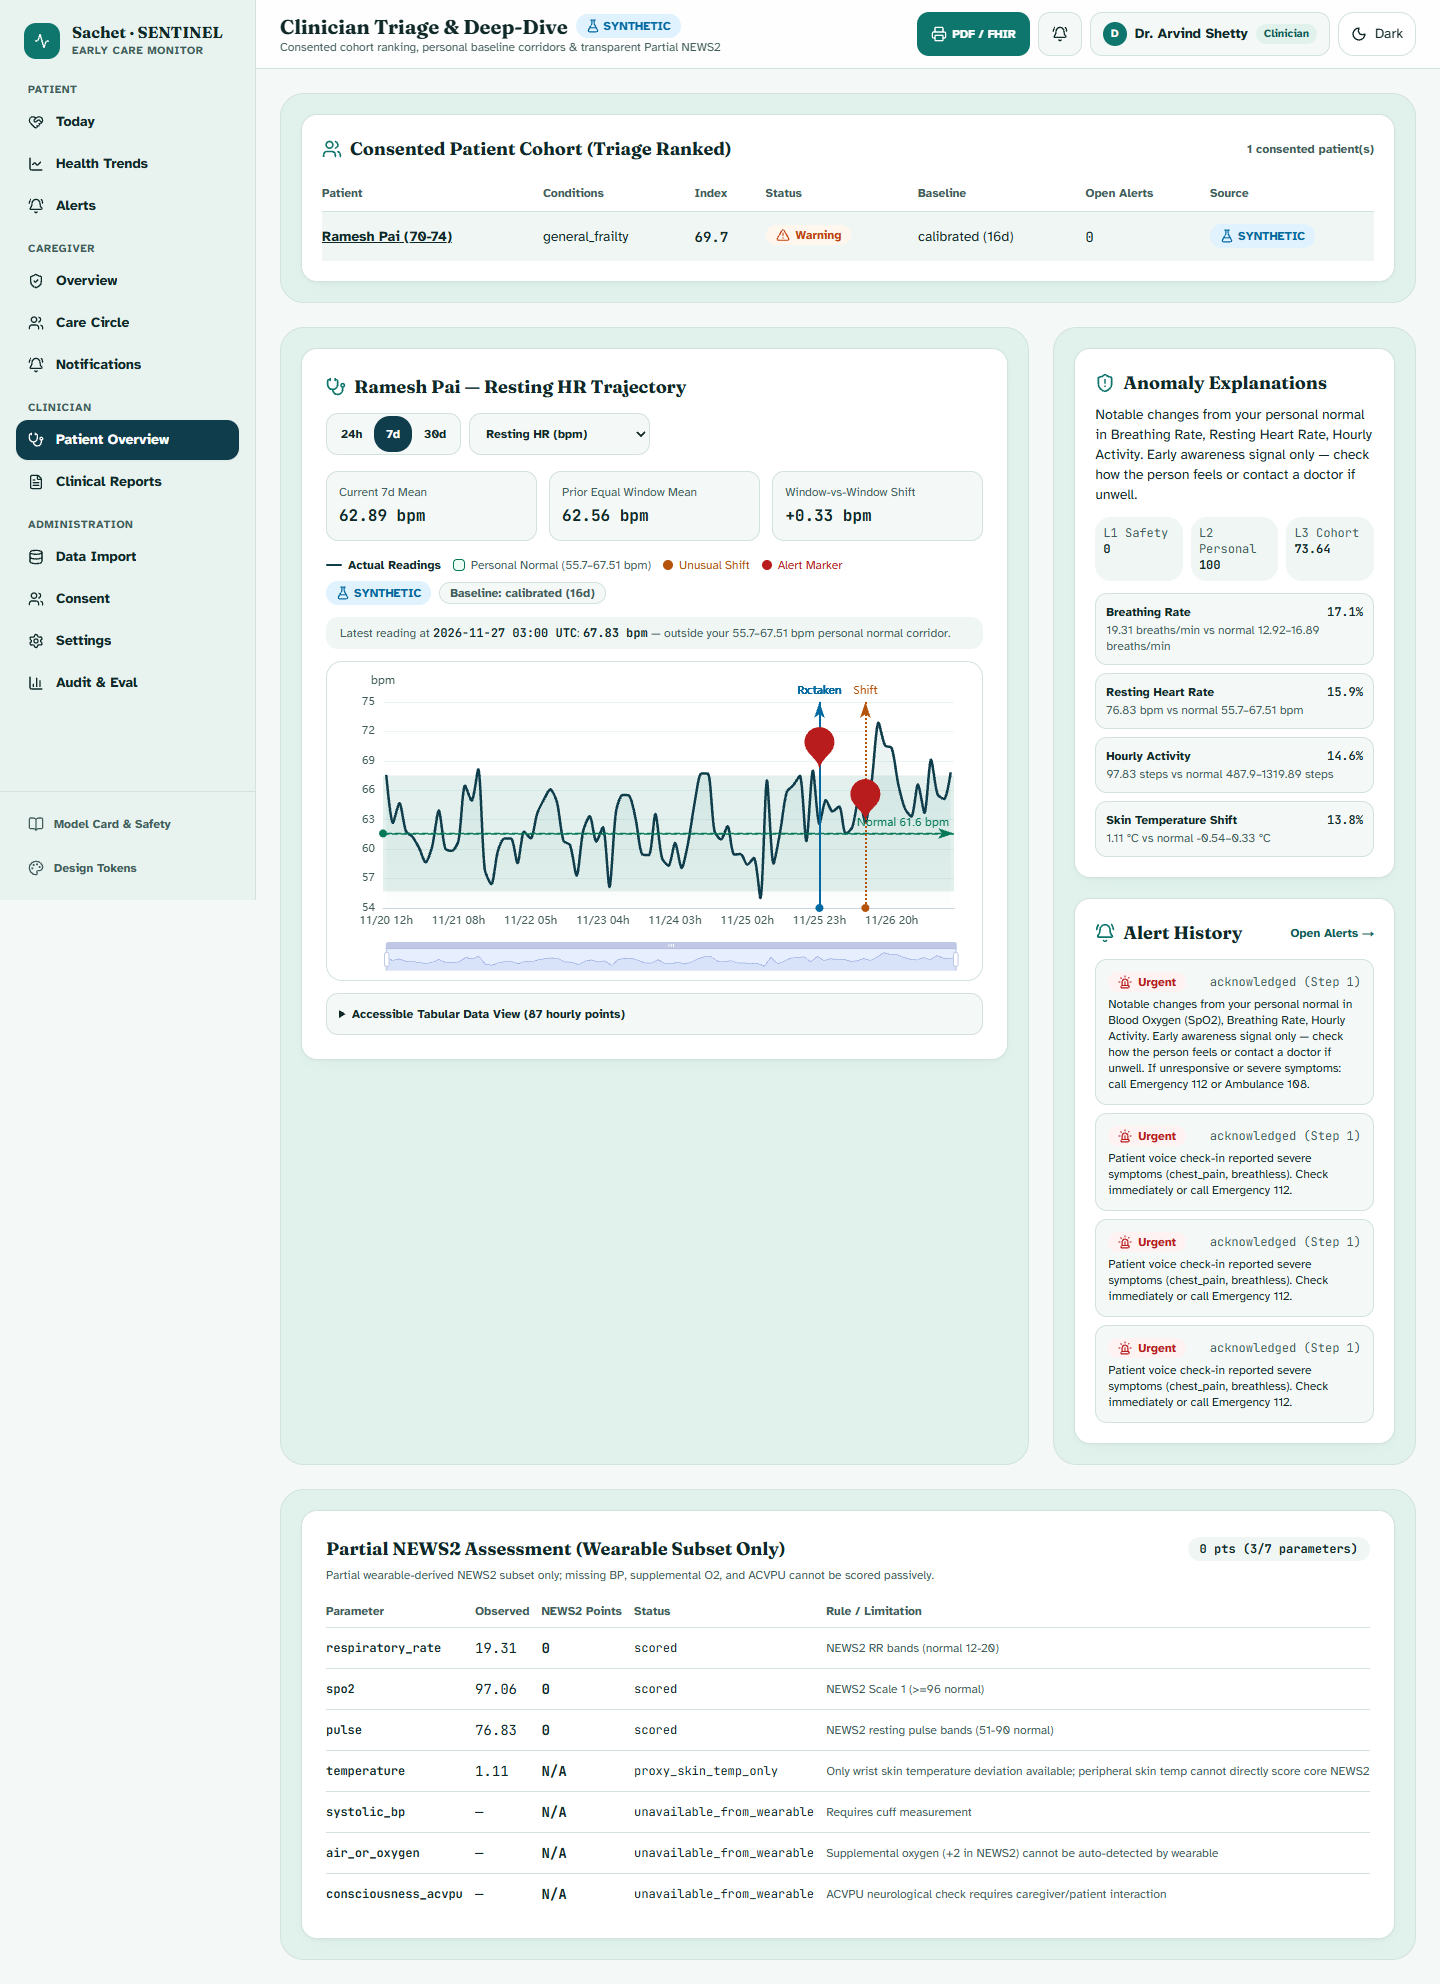 Sachet · SENTINEL
EARLY CARE MONITOR
PATIENT
Today
Health Trends
Alerts
CAREGIVER
Overview
Care Circle
Notifications
CLINICIAN
Patient Overview
Clinical Reports
ADMINISTRATION
Data Import
Consent
Settings
Audit & Eval
Model Card & Safety
Design Tokens
Clinician Triage & Deep-Dive SYNTHETIC
Consented cohort ranking, personal baseline corridors & transparent Partial NEWS2
PDF / FHIR
D Dr. Arvind Shetty Clinician
Dark
Consented Patient Cohort (Triage Ranked)
1 consented patient(s)
Patient Conditions Index Status Baseline Open Alerts Source
Ramesh Pai (70-74) general_frailty 69.7 Warning calibrated (16d) 0 SYNTHETIC
Ramesh Pai — Resting HR Trajectory
24h 7d 30d Resting HR (bpm)
Current 7d Mean
62.89 bpm
Prior Equal Window Mean
62.56 bpm
Window-vs-Window Shift
+0.33 bpm
Actual Readings Personal Normal (55.7–67.51 bpm) Unusual Shift Alert Marker
SYNTHETIC Baseline: calibrated (16d)
Latest reading at 2026-11-27 03:00 UTC: 67.83 bpm — outside your 55.7–67.51 bpm personal normal corridor.
bpm
taken Shift
75
72
69
66
63
60
57
54
Normal 61.6 bpm
11/20 12h 11/21 08h 11/22 05h 11/23 04h 11/24 03h 11/25 02h 11/25 23h 11/26 20h
Accessible Tabular Data View (87 hourly points)
Anomaly Explanations
Notable changes from your personal normal
in Breathing Rate, Resting Heart Rate, Hourly
Activity. Early awareness signal only — check
how the person feels or contact a doctor if
unwell.
L1 Safety
0
L2
Personal
100
L3 Cohort
73.64
Breathing Rate 17.1%
19.31 breaths/min vs normal 12.92–16.89
breaths/min
Resting Heart Rate 15.9%
76.83 bpm vs normal 55.7–67.51 bpm
Hourly Activity 14.6%
97.83 steps vs normal 487.9–1319.89 steps
Skin Temperature Shift 13.8%
1.11 °C vs normal -0.54–0.33 °C
Alert History Open Alerts →
Urgent acknowledged (Step 1)
Notable changes from your personal normal in
Blood Oxygen (SpO2), Breathing Rate, Hourly
Activity. Early awareness signal only — check
how the person feels or contact a doctor if
unwell. If unresponsive or severe symptoms:
call Emergency 112 or Ambulance 108.
Urgent acknowledged (Step 1)
Patient voice check-in reported severe
symptoms (chest_pain, breathless). Check
immediately or call Emergency 112.
Urgent acknowledged (Step 1)
Patient voice check-in reported severe
symptoms (chest_pain, breathless). Check
immediately or call Emergency 112.
Urgent acknowledged (Step 1)
Patient voice check-in reported severe
symptoms (chest_pain, breathless). Check
immediately or call Emergency 112.
Partial NEWS2 Assessment (Wearable Subset Only)
0 pts (3/7 parameters)
Partial wearable-derived NEWS2 subset only; missing BP, supplemental O2, and ACVPU cannot be scored passively.
Parameter Observed NEWS2 Points Status Rule / Limitation
respiratory_rate 19.31 0 scored NEWS2 RR bands (normal 12-20)
spo2 97.06 0 scored NEWS2 Scale 1 (>=96 normal)
pulse 76.83 0 scored NEWS2 resting pulse bands (51-90 normal)
temperature 1.11 N/A proxy_skin_temp_only Only wrist skin temperature deviation available; peripheral skin temp cannot directly score core NEWS2
systolic_bp — N/A unavailable_from_wearable Requires cuff measurement
air_or_oxygen — N/A unavailable_from_wearable Supplemental oxygen (+2 in NEWS2) cannot be auto-detected by wearable
consciousness_acvpu — N/A unavailable_from_wearable ACVPU neurological check requires caregiver/patient interaction